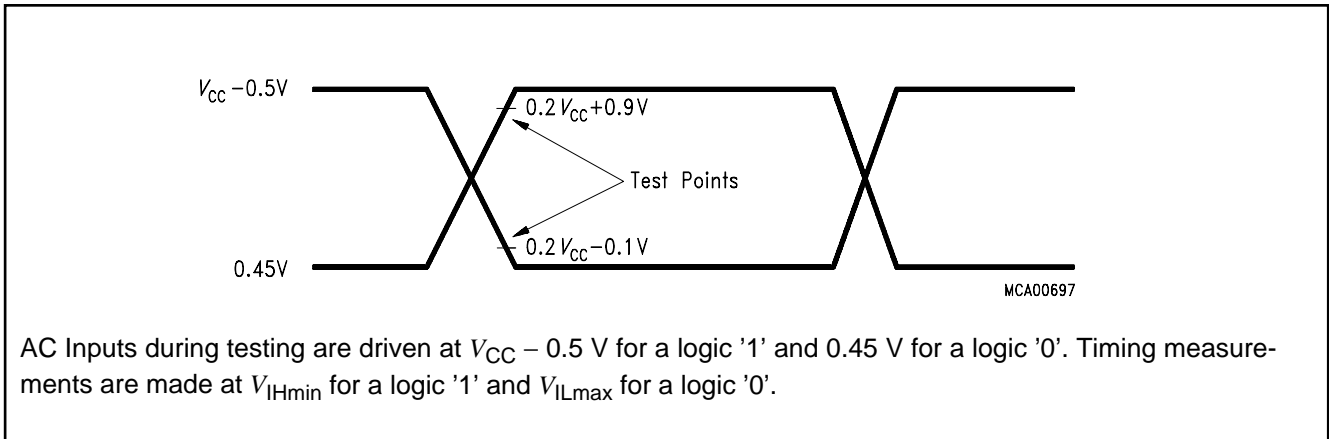 V_CC −0.5V
0.2 V_CC+0.9V
Test Points
0.2 V_CC−0.1V
0.45V
MCA00697
AC Inputs during testing are driven at V_CC − 0.5 V for a logic '1' and 0.45 V for a logic '0'. Timing measure-
ments are made at V_IHmin for a logic '1' and V_ILmax for a logic '0'.